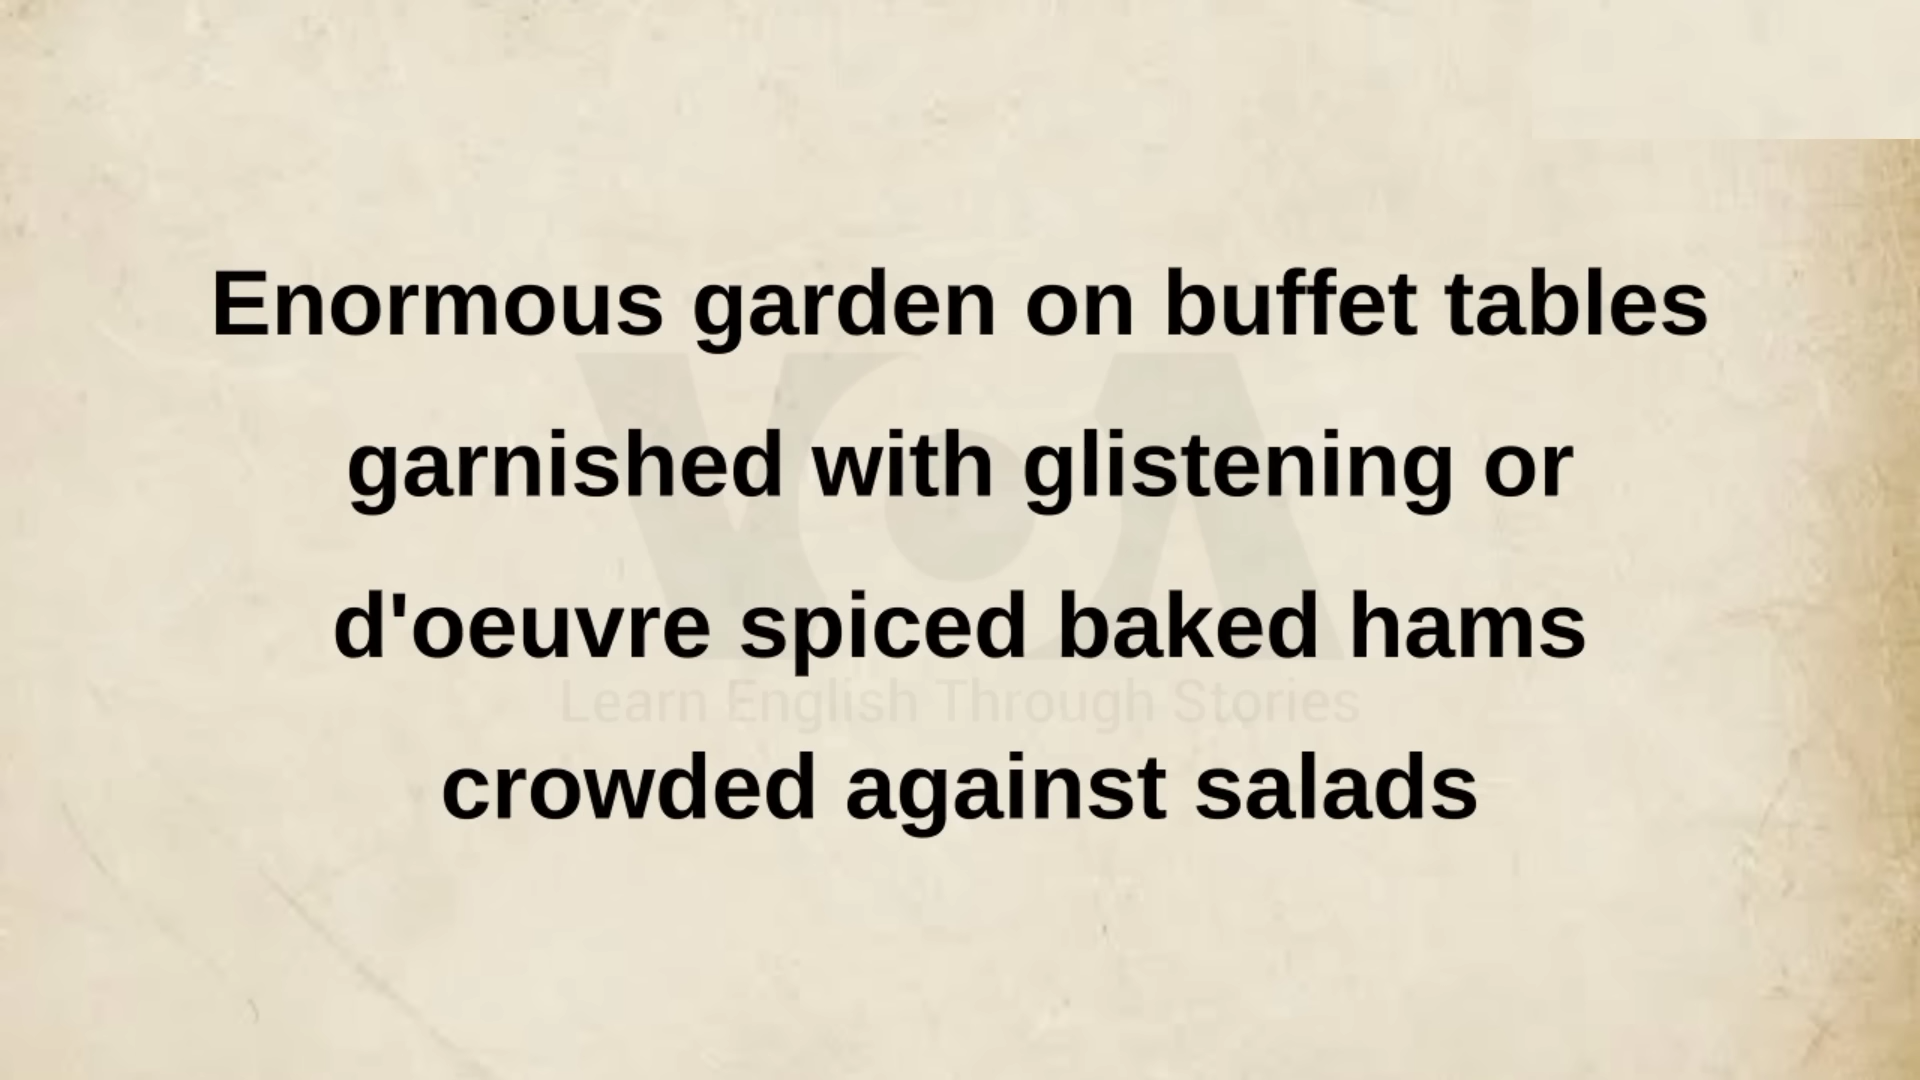 Enormous garden on buffet tables
garnished with glistening or
d'oeuvre spiced baked hams
crowded against salads
VOA
Learn English Through Stories